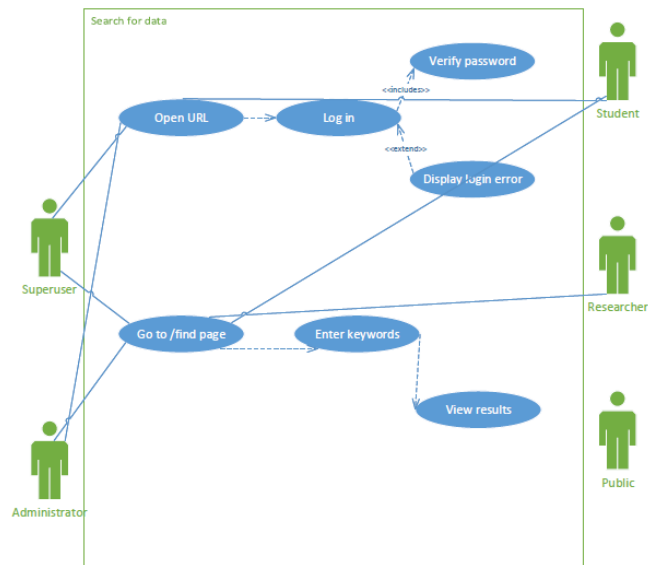 Search for data
Verify password
<<includes>>
Student
Open URL
Log in
<<extend>>
Display login error
Superuser
Researcher
Go to /find page
Enter keywords
View results
Public
Administrator